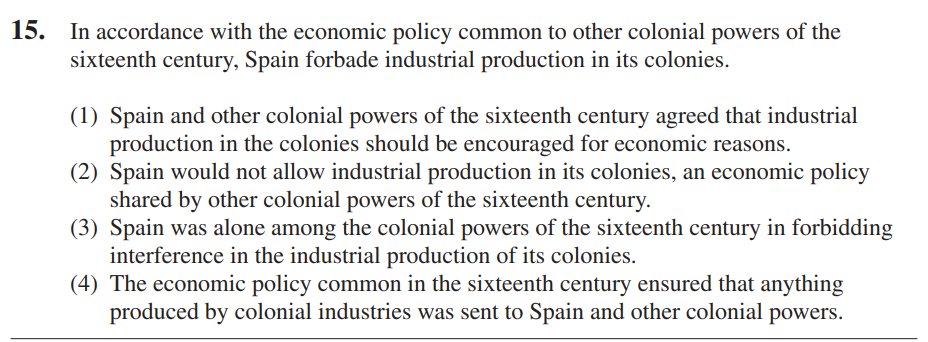 15. In accordance with the economic policy common to other colonial powers of the
sixteenth century, Spain forbade industrial production in its colonies.
(1) Spain and other colonial powers of the sixteenth century agreed that industrial
production in the colonies should be encouraged for economic reasons.
(2) Spain would not allow industrial production in its colonies, an economic policy
shared by other colonial powers of the sixteenth century.
(3) Spain was alone among the colonial powers of the sixteenth century in forbidding
interference in the industrial production of its colonies.
(4) The economic policy common in the sixteenth century ensured that anything
produced by colonial industries was sent to Spain and other colonial powers.